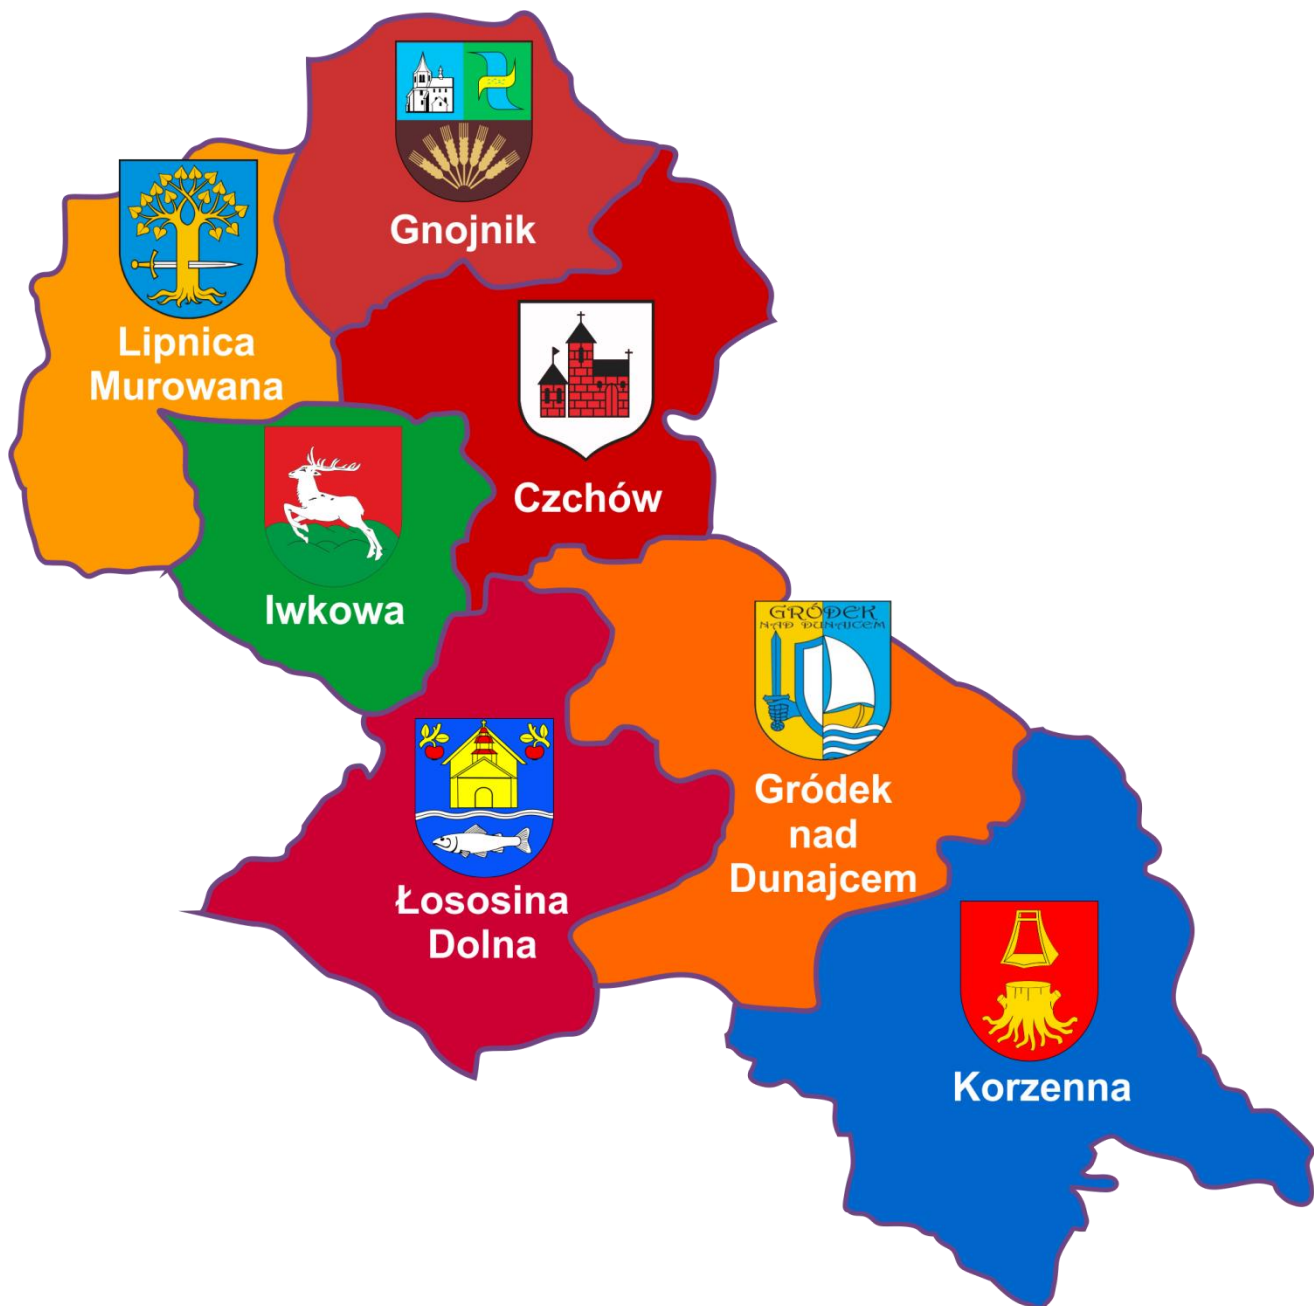 Gnojnik
Lipnica
Murowana
Czchów
Iwkowa
GRÓDEK
NAD DUNAJCEM
Gródek
nad
Dunajcem
Łososina
Dolna
Korzenna